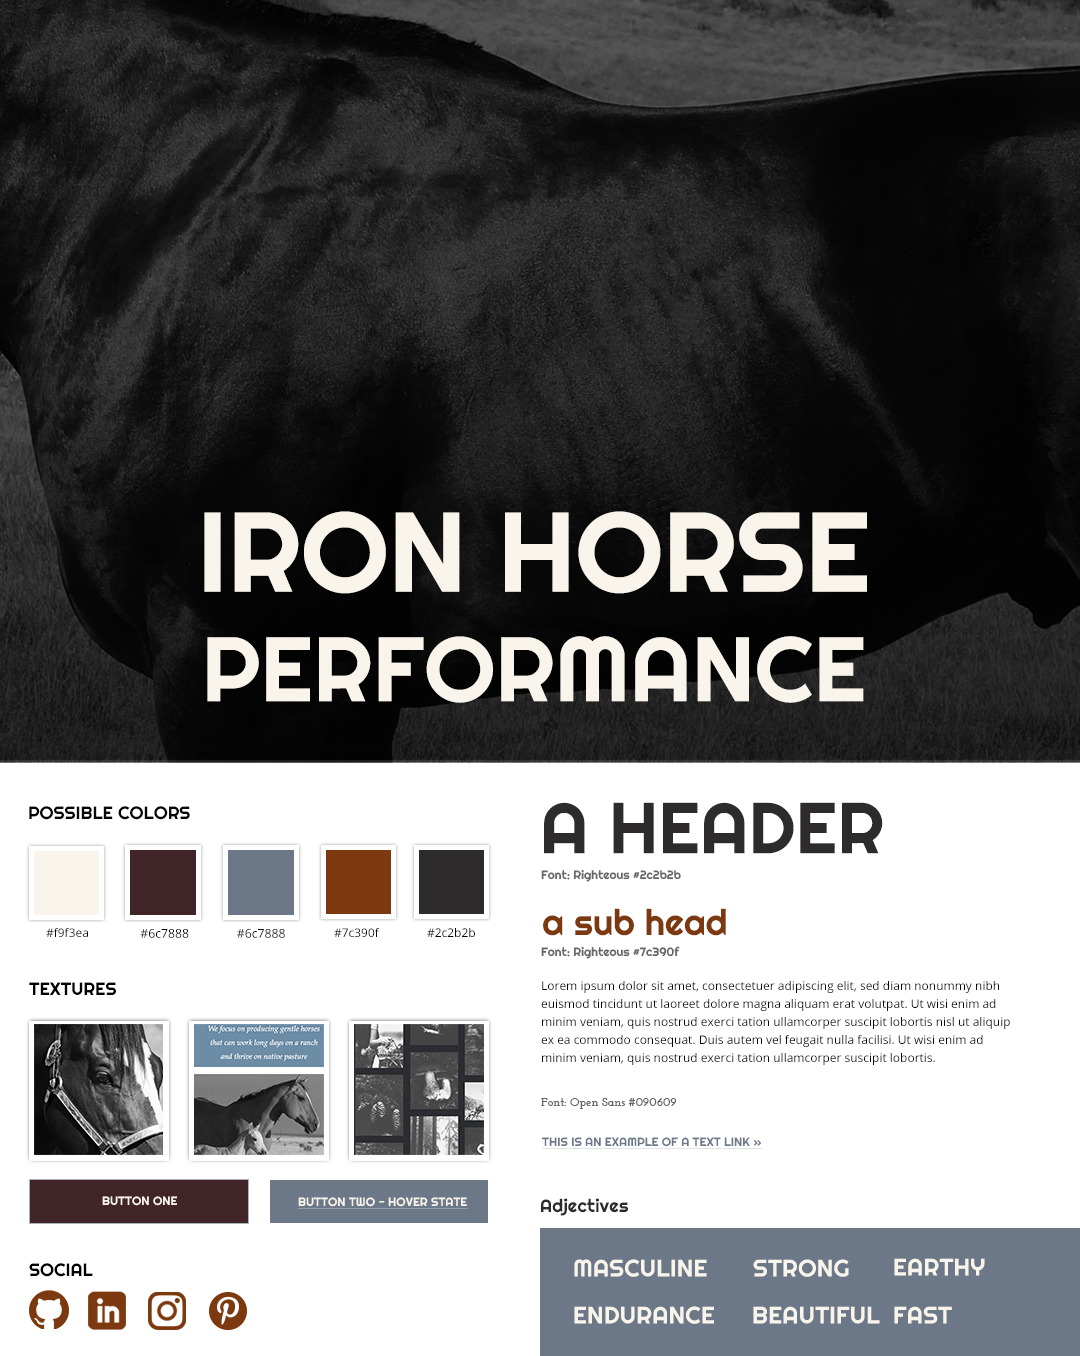 IRON HORSE
PERFORMANCE
POSSIBLE COLORS
#f9f3ea
#6c7888
#6c7888
#7c390f
#2c2b2b
TEXTURES
We focus on producing gentle horses
that can work long days on a ranch
and thrive on native pasture
BUTTON ONE
BUTTON TWO - HOVER STATE
SOCIAL
in
A HEADER
Font: Righteous #2c2b2b
a sub head
Font: Righteous #7c390f
Lorem ipsum dolor sit amet, consectetuer adipiscing elit, sed diam nonummy nibh
euismod tincidunt ut laoreet dolore magna aliquam erat volutpat. Ut wisi enim ad
minim veniam, quis nostrud exerci tation ullamcorper suscipit lobortis nisl ut aliquip
ex ea commodo consequat. Duis autem vel feugait nulla facilisi. Ut wisi enim ad
minim veniam, quis nostrud exerci tation ullamcorper suscipit lobortis.
Font: Open Sans #090609
THIS IS AN EXAMPLE OF A TEXT LINK »
Adjectives
MASCULINE STRONG EARTHY
ENDURANCE BEAUTIFUL FAST